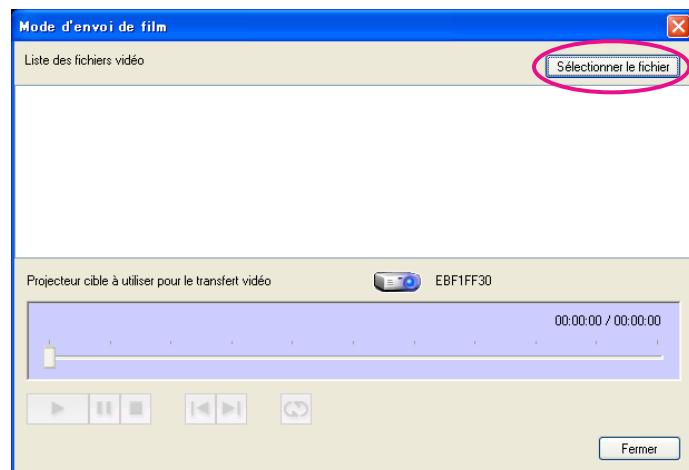 Mode d'envoi de film
Liste des fichiers vidéo
Sélectionner le fichier
Projecteur cible à utiliser pour le transfert vidéo
EBF1FF30
00:00:00 / 00:00:00
Fermer